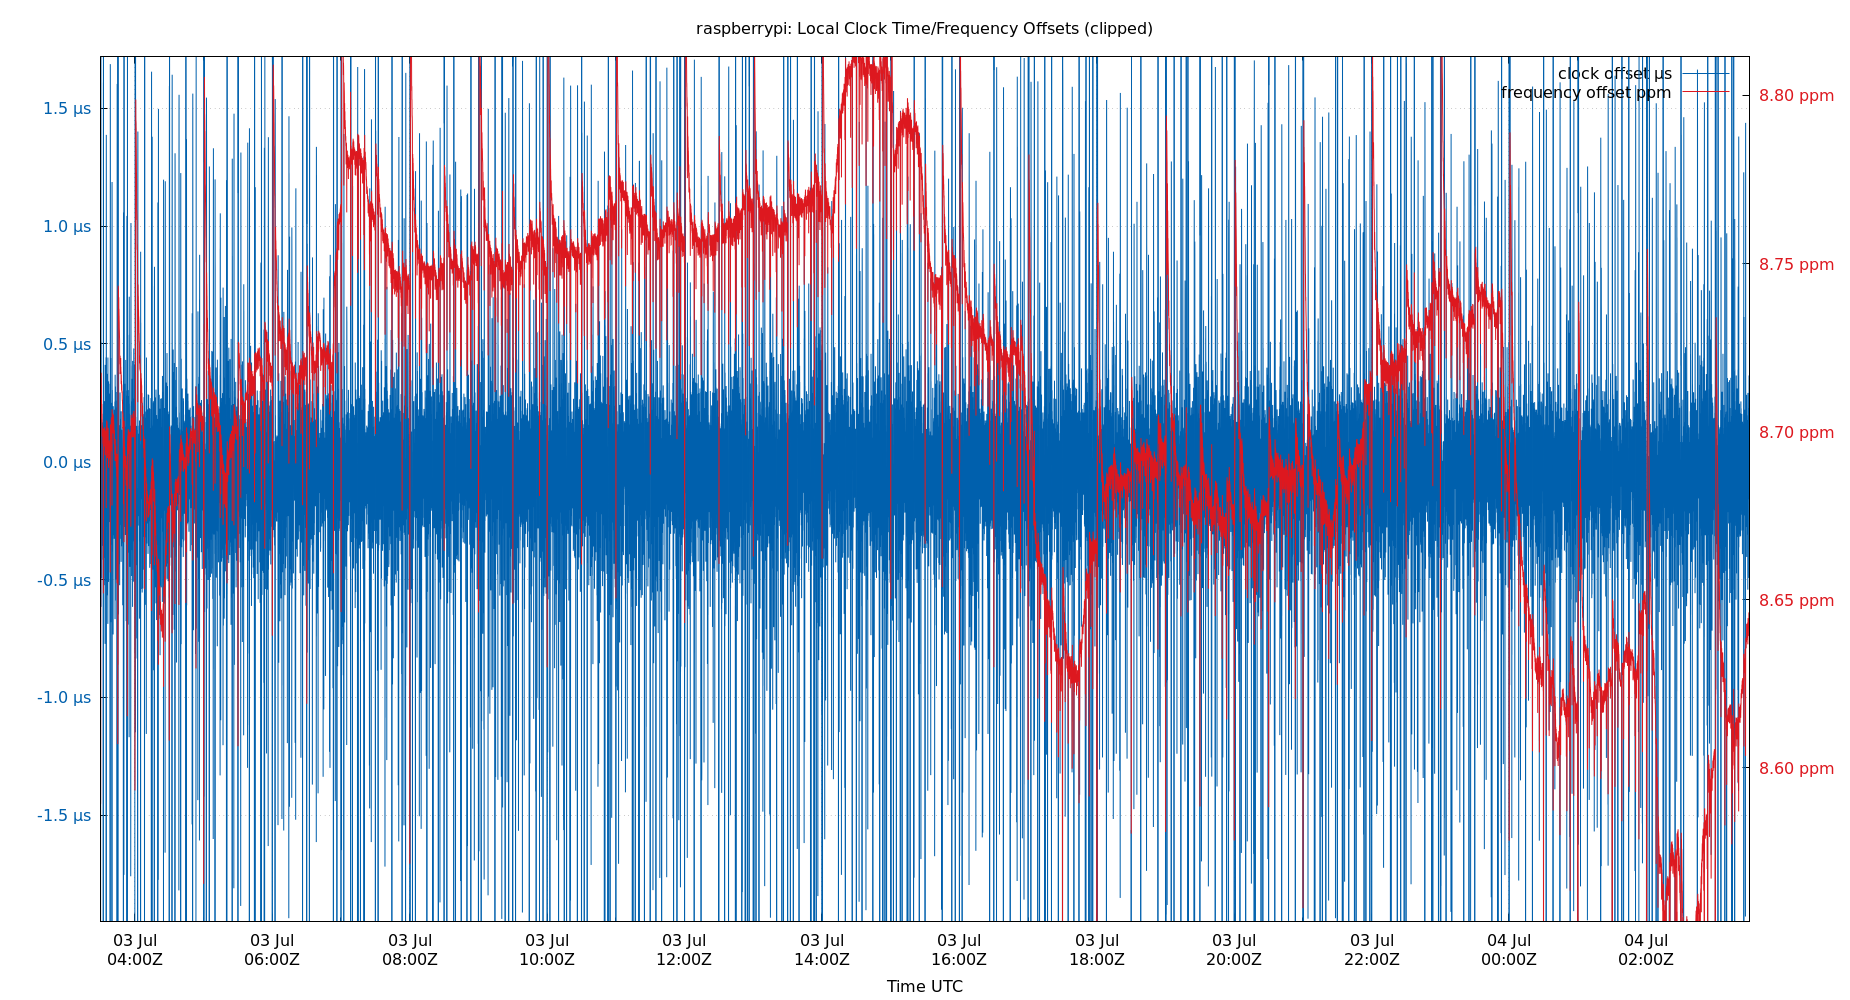 raspberrypi: Local Clock Time/Frequency Offsets (clipped)
clock offset µs
frequency offset ppm
1.5 µs
1.0 µs
0.5 µs
0.0 µs
-0.5 µs
-1.0 µs
-1.5 µs
8.80 ppm
8.75 ppm
8.70 ppm
8.65 ppm
8.60 ppm
03 Jul 03 Jul 03 Jul 03 Jul 03 Jul 03 Jul 03 Jul 03 Jul 03 Jul 03 Jul 04 Jul 04 Jul
04:00Z 06:00Z 08:00Z 10:00Z 12:00Z 14:00Z 16:00Z 18:00Z 20:00Z 22:00Z 00:00Z 02:00Z
Time UTC